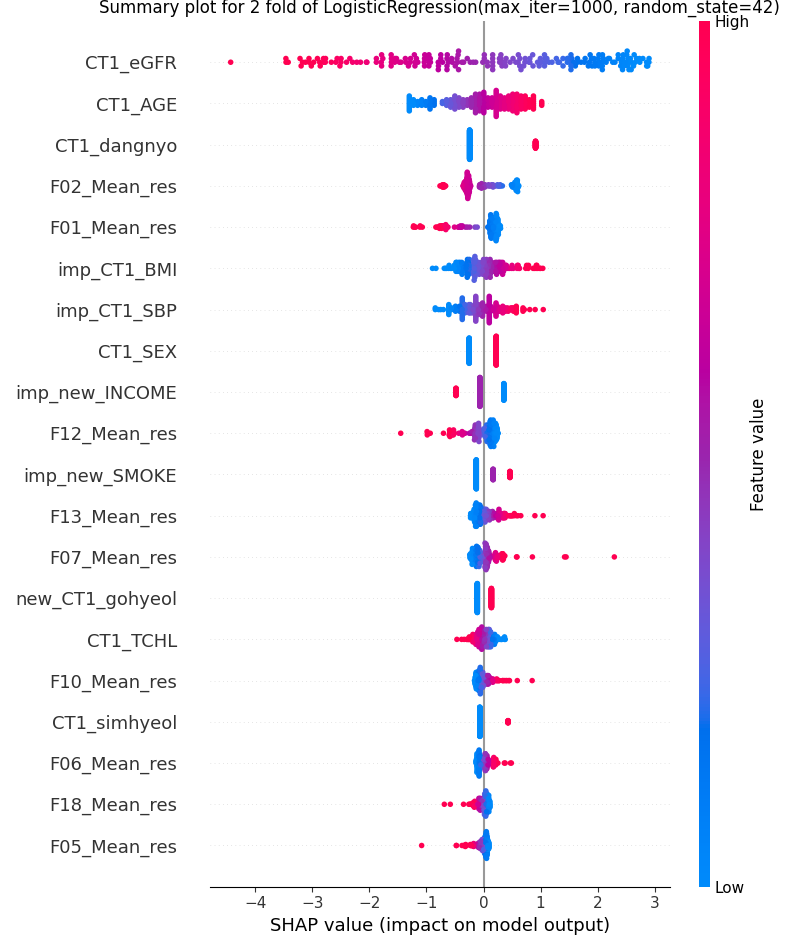 Summary plot for 2 fold of LogisticRegression(max_iter=1000, random_state=42)
High
CT1_eGFR
CT1_AGE
CT1_dangnyo
F02_Mean_res
F01_Mean_res
imp_CT1_BMI
imp_CT1_SBP
CT1_SEX
imp_new_INCOME
F12_Mean_res
imp_new_SMOKE
F13_Mean_res
F07_Mean_res
new_CT1_gohyeol
CT1_TCHL
F10_Mean_res
CT1_simhyeol
F06_Mean_res
F18_Mean_res
F05_Mean_res
Feature value
Low
−4 −3 −2 −1 0 1 2 3
SHAP value (impact on model output)